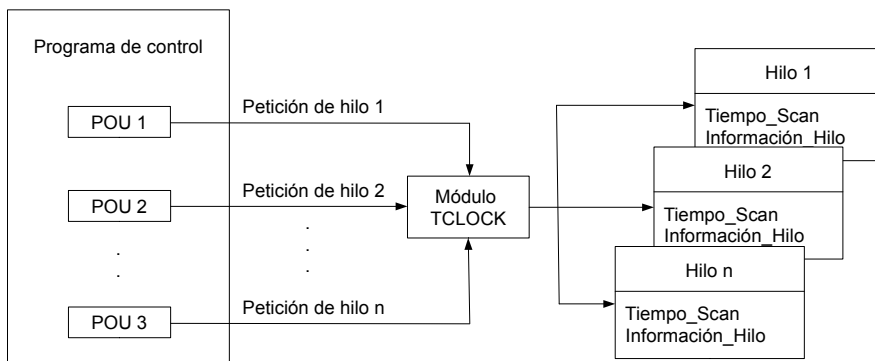 Programa de control
POU 1
POU 2
.
.
POU 3
Petición de hilo 1
Petición de hilo 2
.
.
.
Petición de hilo n
Módulo
TCLOCK
Hilo 1
Tiempo_Scan
Información_Hilo
Hilo 2
Tiempo_Scan
Información_Hilo
Hilo n
Tiempo_Scan
Información_Hilo